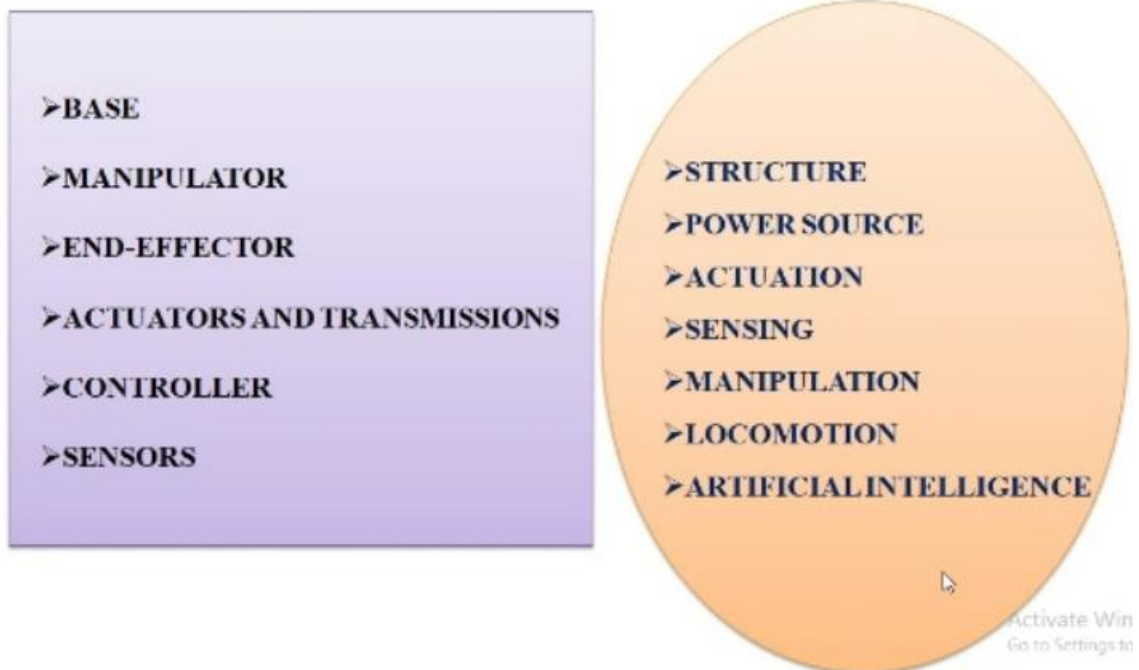 ➢BASE
➢MANIPULATOR
➢END-EFFECTOR
➢ACTUATORS AND TRANSMISSIONS
➢CONTROLLER
➢SENSORS
➢STRUCTURE
➢POWER SOURCE
➢ACTUATION
➢SENSING
➢MANIPULATION
➢LOCOMOTION
➢ARTIFICIAL INTELLIGENCE
Activate Win
Go to Settings to